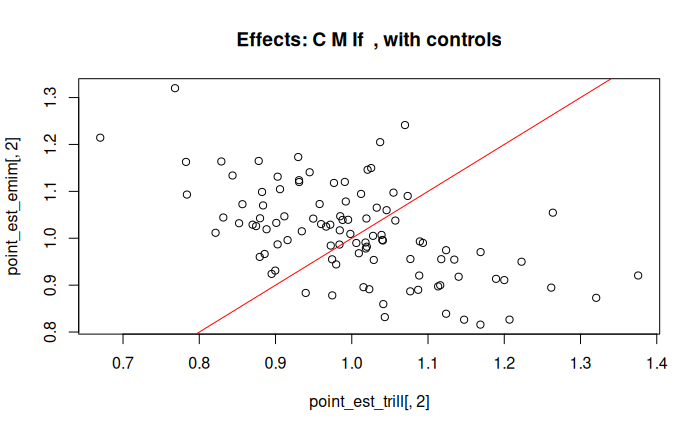 Effects: C M If , with controls
point_est_emim[, 2]
1.3
1.2
1.1
1.0
0.9
0.8
0.7 0.8 0.9 1.0 1.1 1.2 1.3 1.4
point_est_trill[, 2]